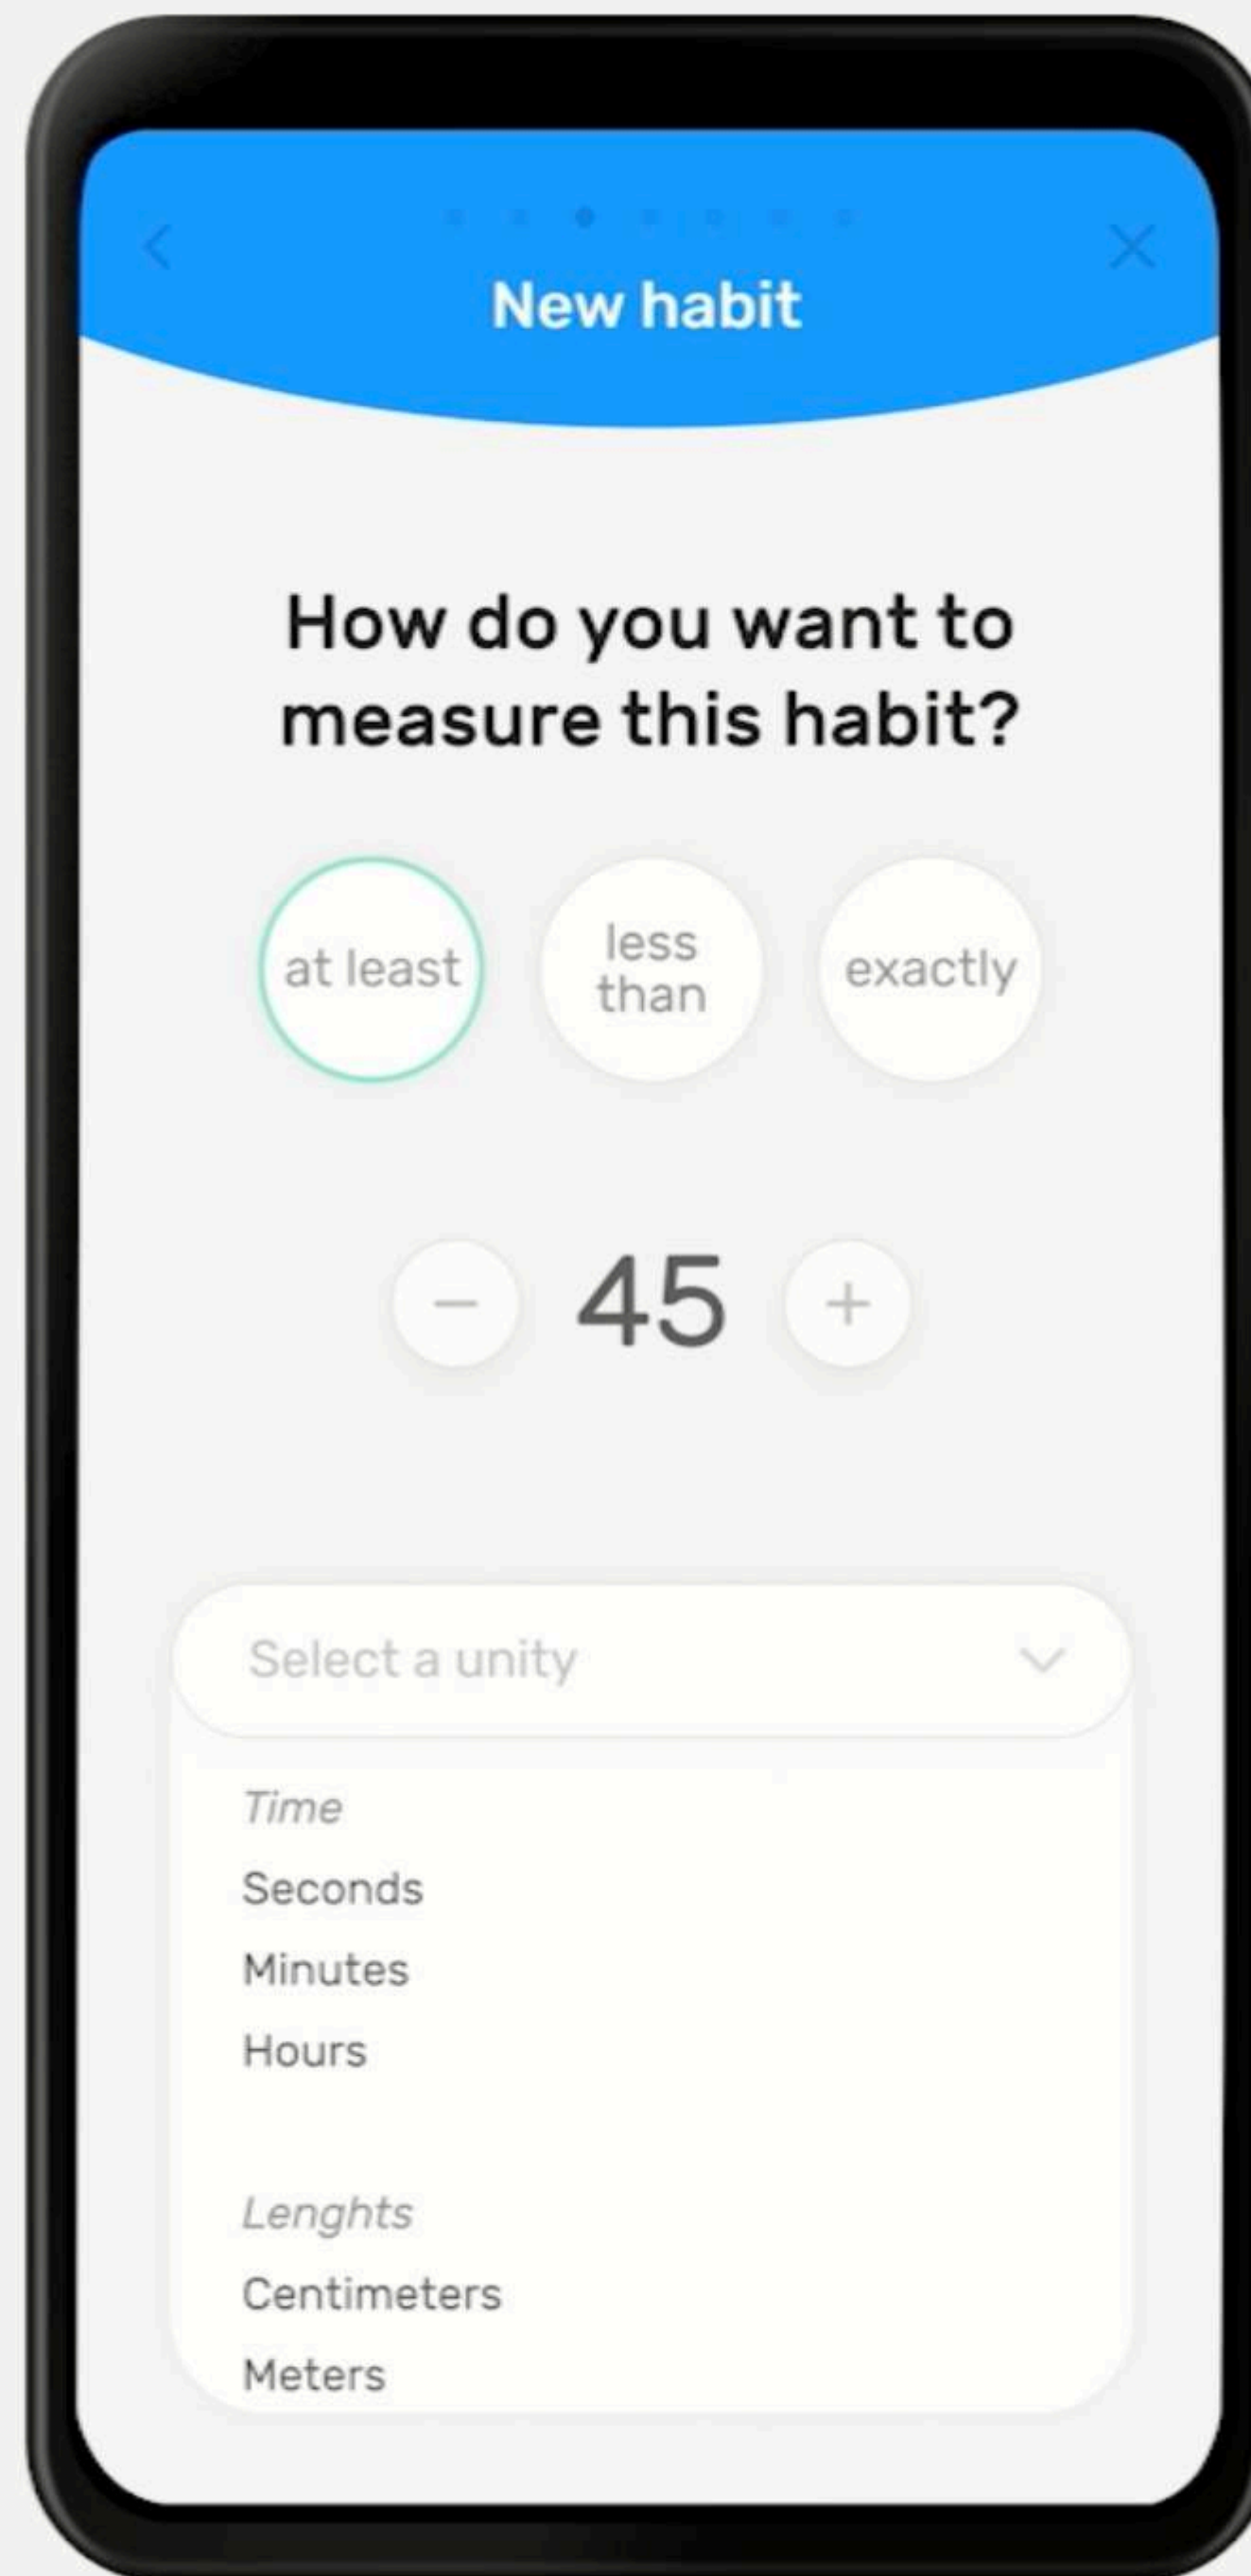 New habit
How do you want to
measure this habit?
at least
less
than
exactly
45
Select a unity
Time
Seconds
Minutes
Hours
Lenghts
Centimeters
Meters